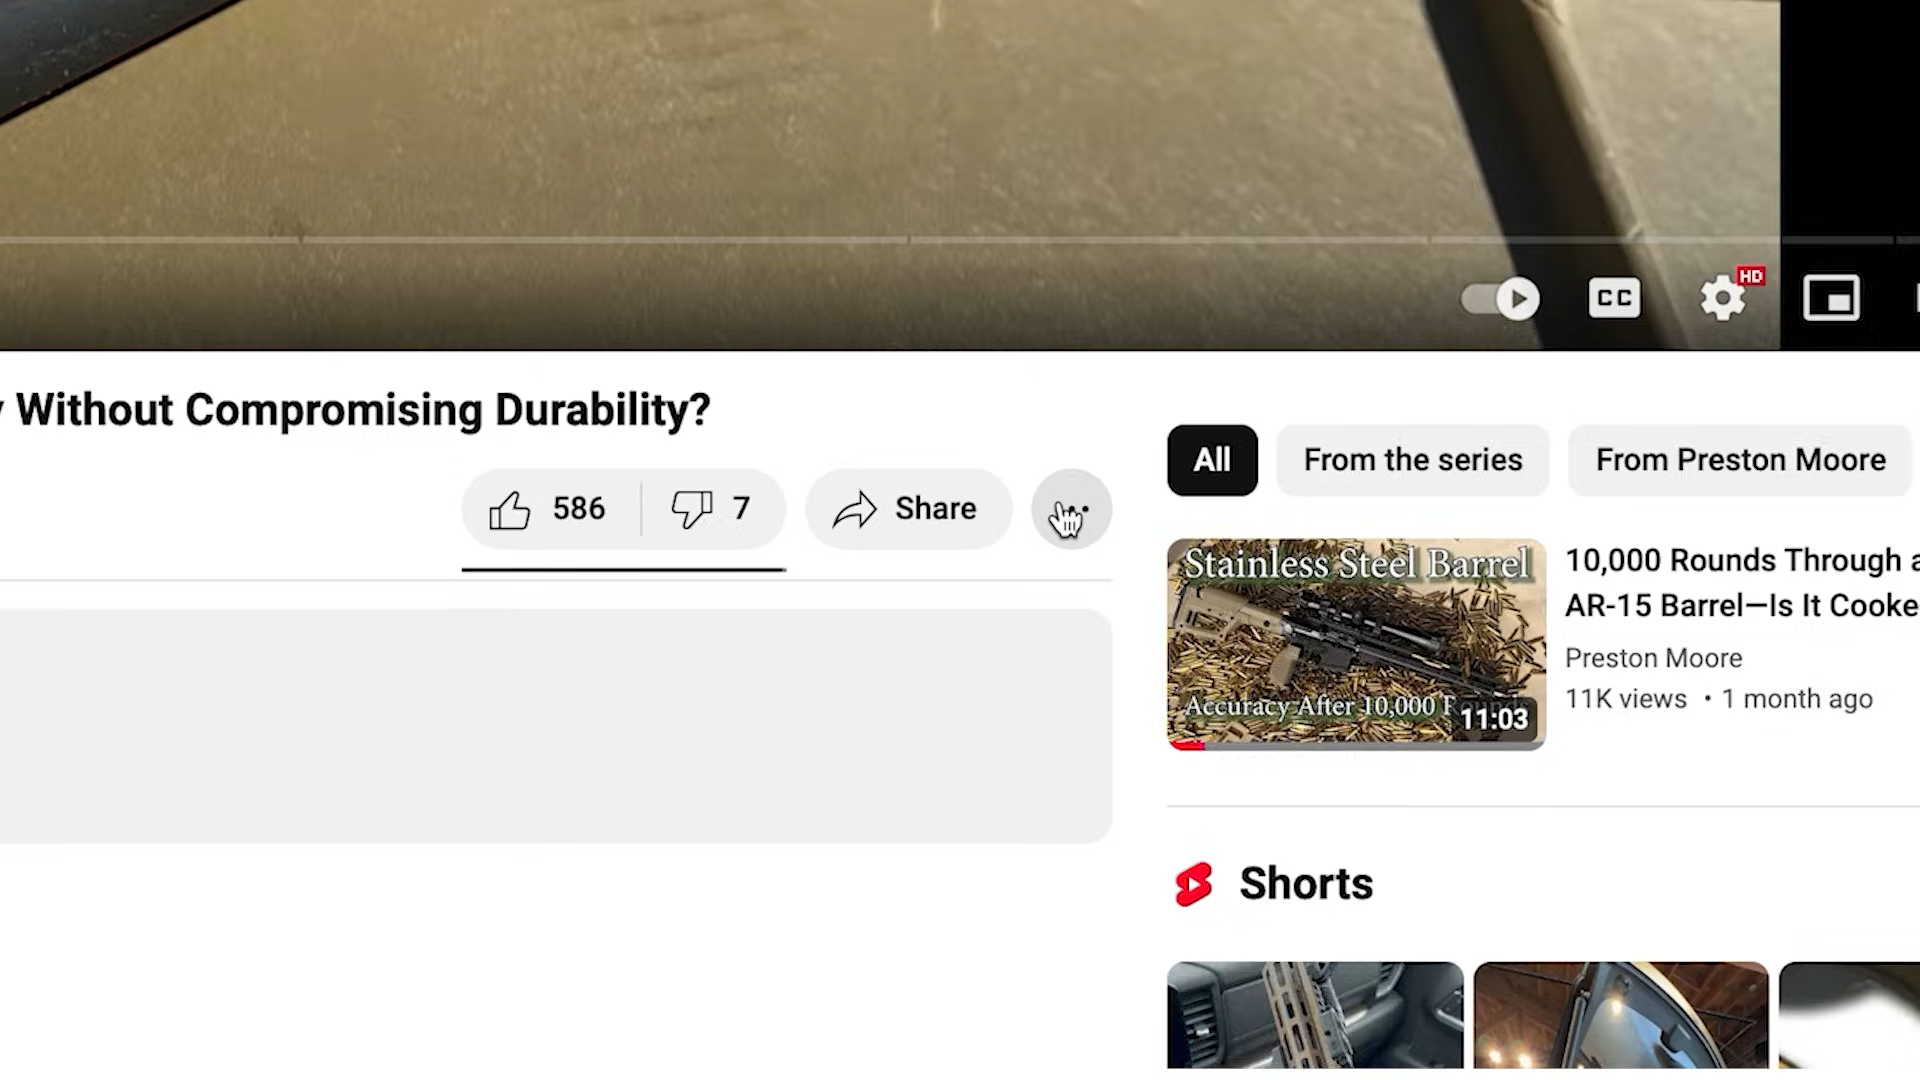 CC
HD
Without Compromising Durability?
586
7
Share
All
From the series
From Preston Moore
Stainless Steel Barrel
Accuracy After 10,000
11:03
10,000 Rounds Through
AR-15 Barrel—Is It
Preston Moore
11K views • 1 month ago
Shorts